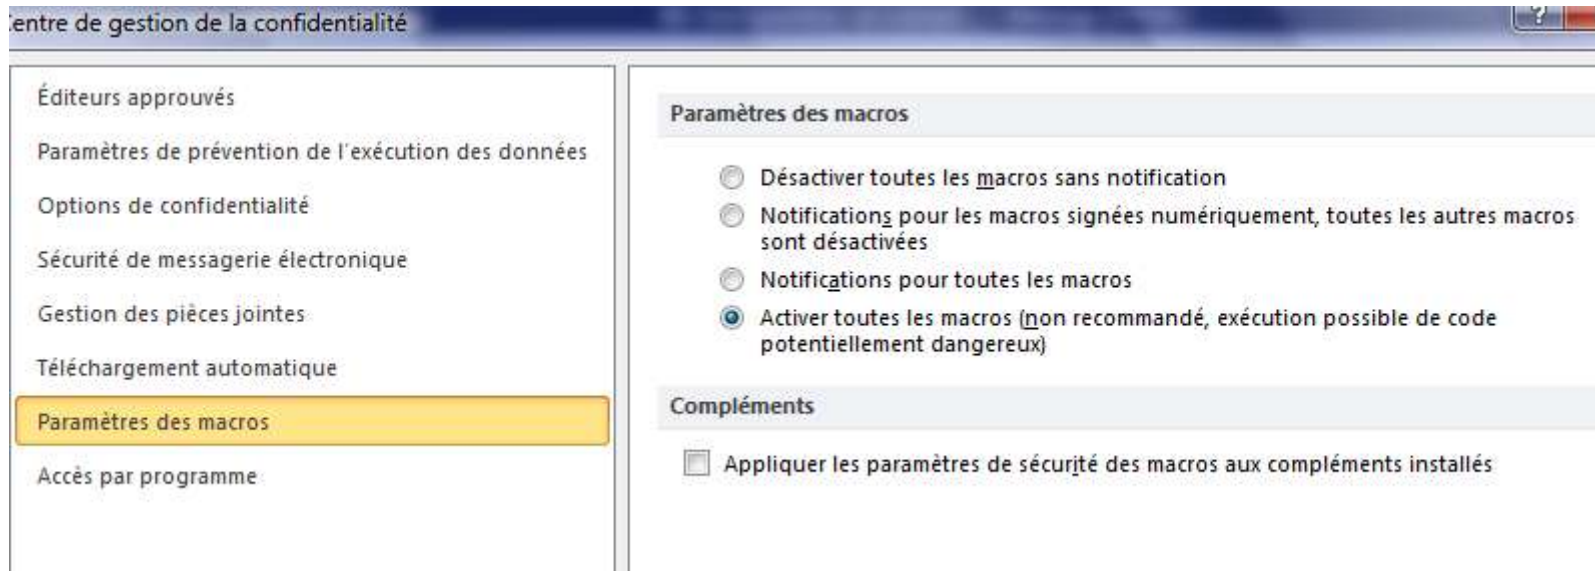 entre de gestion de la confidentialité
?
Éditeurs approuvés
Paramètres de prévention de l'exécution des données
Options de confidentialité
Sécurité de messagerie électronique
Gestion des pièces jointes
Téléchargement automatique
Paramètres des macros
Accès par programme
Paramètres des macros
Désactiver toutes les macros sans notification
Notifications pour les macros signées numériquement, toutes les autres macros
sont désactivées
Notifications pour toutes les macros
Activer toutes les macros (non recommandé, exécution possible de code
potentiellement dangereux)
Compléments
Appliquer les paramètres de sécurité des macros aux compléments installés